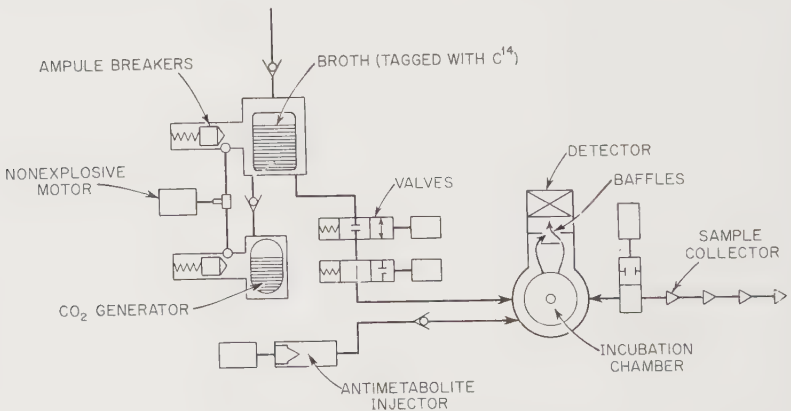 AMPULE BREAKERS
BROTH (TAGGED WITH C¹⁴)
NONEXPLOSIVE
MOTOR
VALVES
DETECTOR
BAFFLES
SAMPLE
COLLECTOR
CO₂ GENERATOR
ANTIMETABOLITE
INJECTOR
INCUBATION
CHAMBER